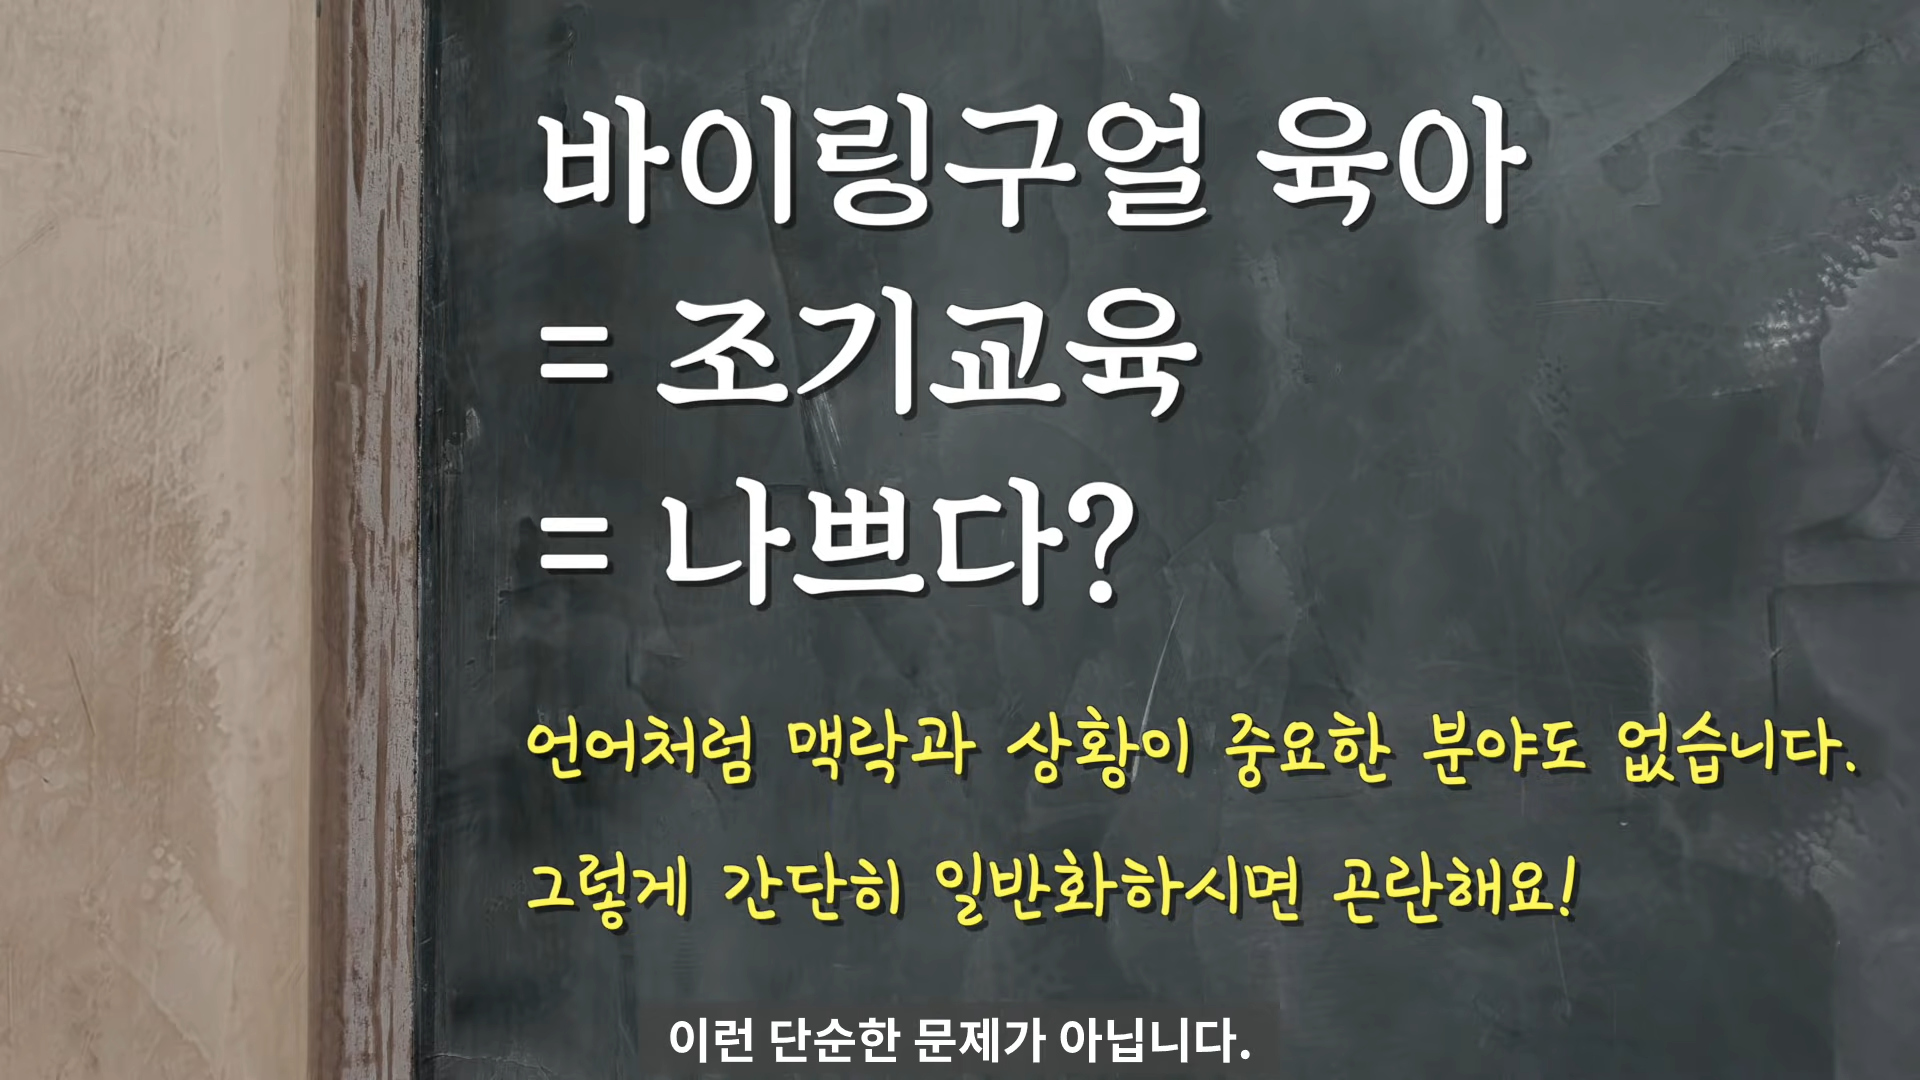 바이링구얼 육아
= 조기교육
= 나쁘다?
언어처럼 맥락과 상황이 중요한 분야도 없습니다.
그렇게 간단히 일반화하시면 곤란해요!
이런 단순한 문제가 아닙니다.